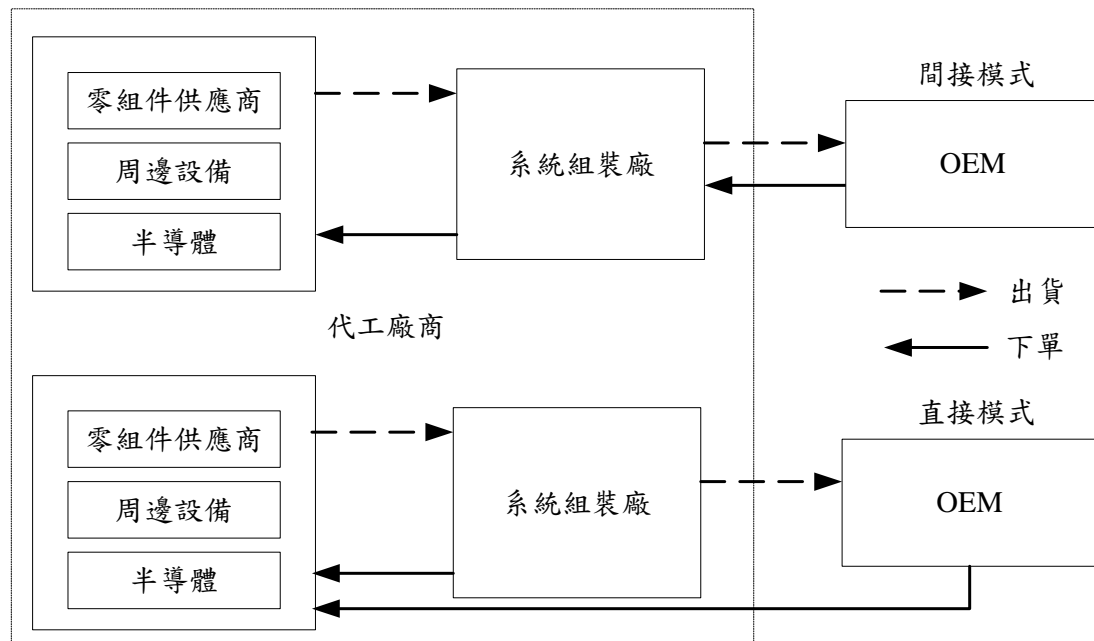 間接模式
零組件供應商
周邊設備
半導體
系統組裝廠
OEM
出貨
下單
代工廠商
直接模式
零組件供應商
周邊設備
半導體
系統組裝廠
OEM